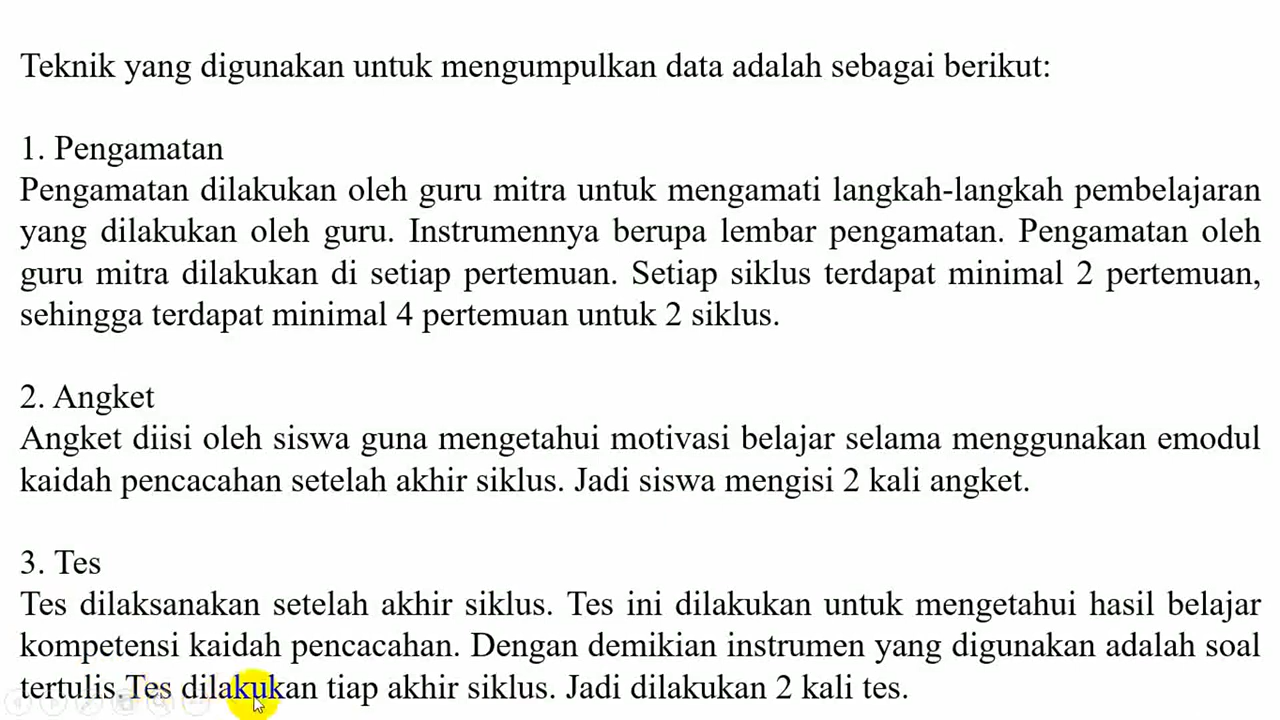 Teknik yang digunakan untuk mengumpulkan data adalah sebagai berikut:
1. Pengamatan
Pengamatan dilakukan oleh guru mitra untuk mengamati langkah-langkah pembelajaran
yang dilakukan oleh guru. Instrumennya berupa lembar pengamatan. Pengamatan oleh
guru mitra dilakukan di setiap pertemuan. Setiap siklus terdapat minimal 2 pertemuan,
sehingga terdapat minimal 4 pertemuan untuk 2 siklus.
2. Angket
Angket diisi oleh siswa guna mengetahui motivasi belajar selama menggunakan emodul
kaidah pencacahan setelah akhir siklus. Jadi siswa mengisi 2 kali angket.
3. Tes
Tes dilaksanakan setelah akhir siklus. Tes ini dilakukan untuk mengetahui hasil belajar
kompetensi kaidah pencacahan. Dengan demikian instrumen yang digunakan adalah soal
tertulis.Tes dilakukan tiap akhir siklus. Jadi dilakukan 2 kali tes.